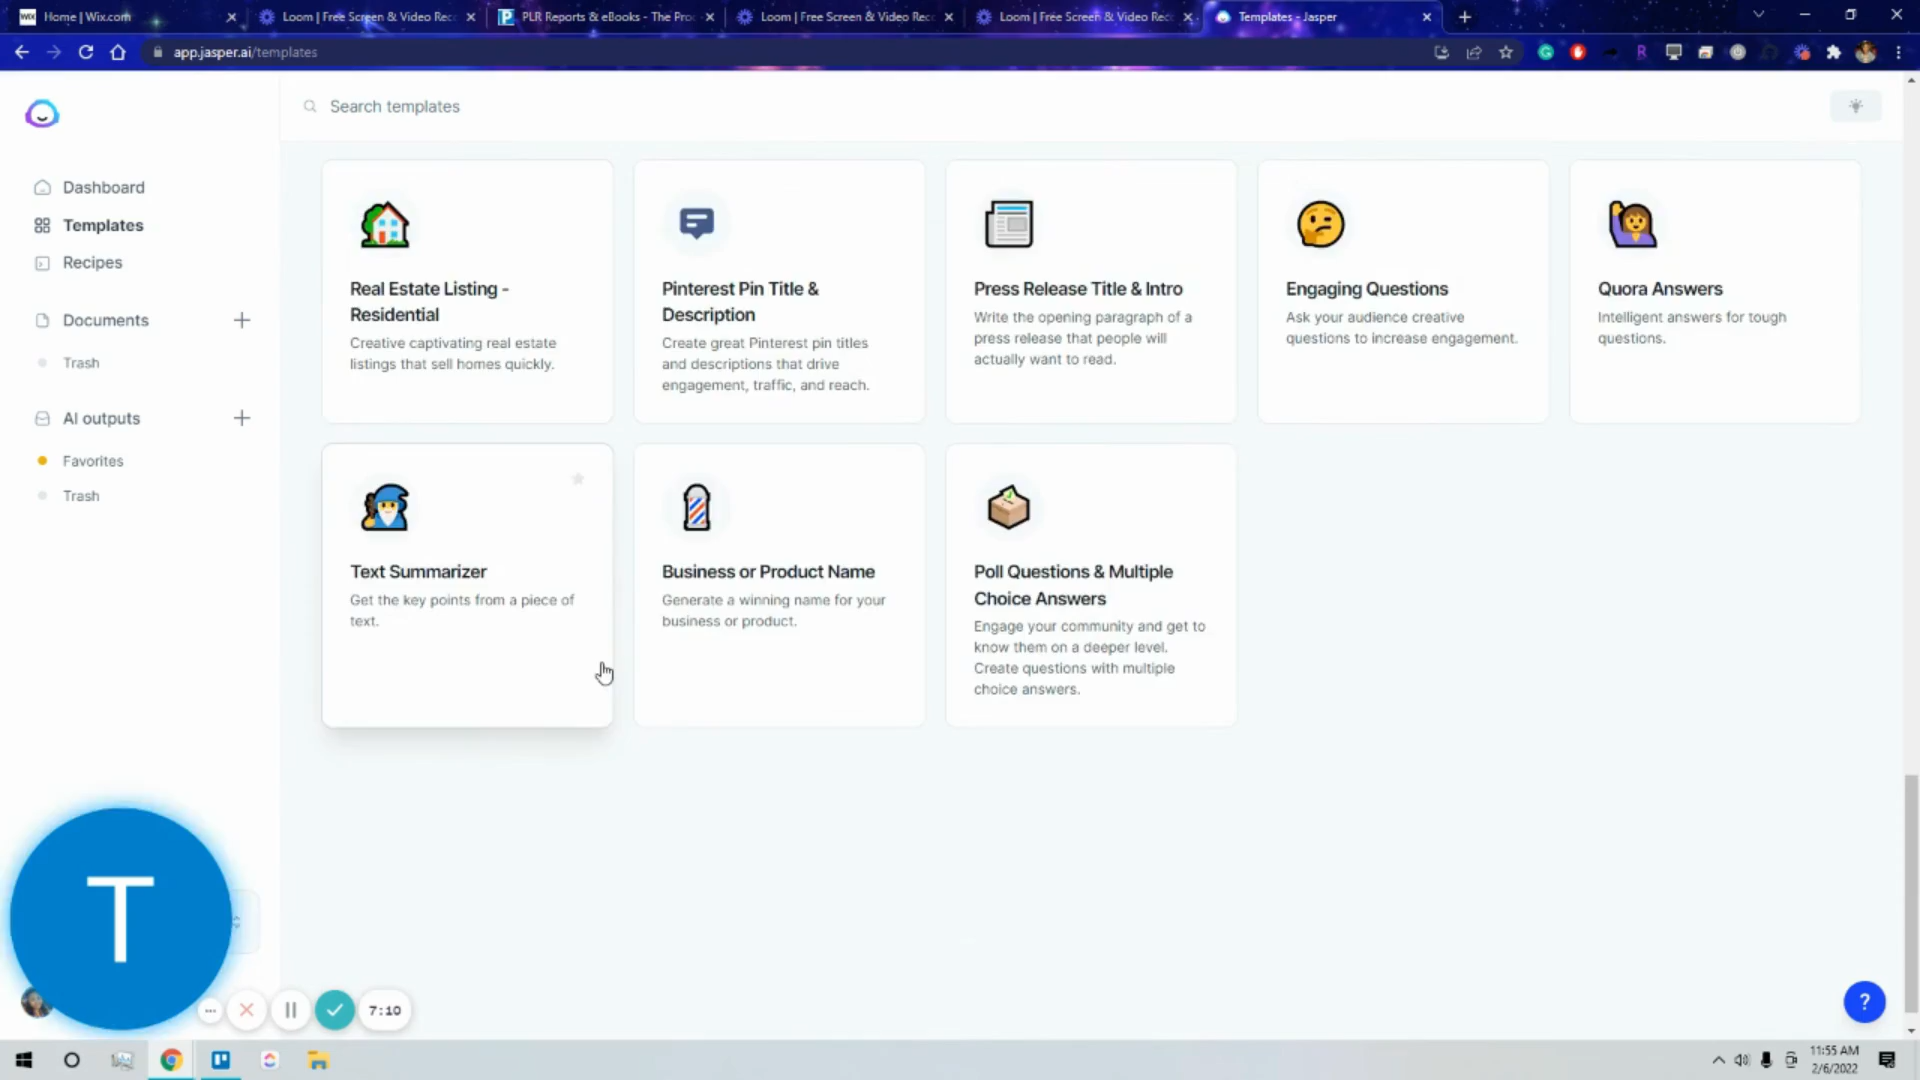 WIX Home | Wix.com
Loom | Free Screen & Video Rec
PLR Reports & eBooks - The Pro
Loom | Free Screen & Video Rec
Loom | Free Screen & Video Rec
Templates - Jasper
app.jasper.ai/templates
Search templates
Dashboard
Templates
Recipes
Documents
Trash
AI outputs
Favorites
Trash
Real Estate Listing -
Residential
Creative captivating real estate
listings that sell homes quickly.
Pinterest Pin Title &
Description
Create great Pinterest pin titles
and descriptions that drive
engagement, traffic, and reach.
Press Release Title & Intro
Write the opening paragraph of a
press release that people will
actually want to read.
Engaging Questions
Ask your audience creative
questions to increase engagement.
Quora Answers
Intelligent answers for tough
questions.
Text Summarizer
Get the key points from a piece of
text.
Business or Product Name
Generate a winning name for your
business or product.
Poll Questions & Multiple
Choice Answers
Engage your community and get to
know them on a deeper level.
Create questions with multiple
choice answers.
T
7:10
?
11:55 AM
2/6/2022